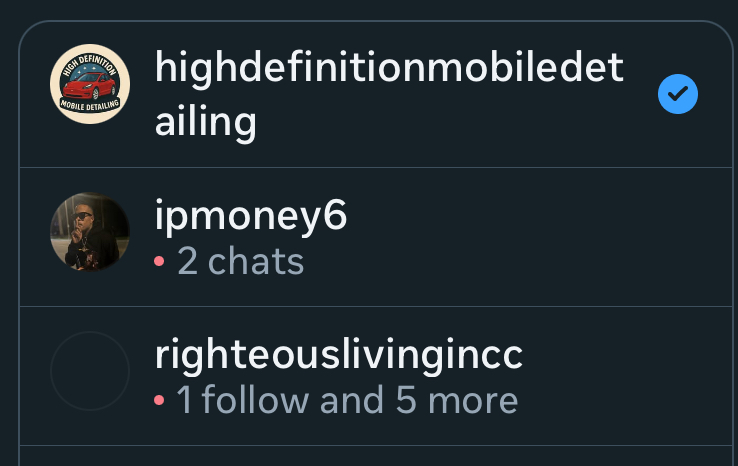 HIGH DEFINITION
MOBILE DETAILING
highdefinitionmobiledet
ailing
ipmoney6
• 2 chats
righteouslivingincc
• 1 follow and 5 more